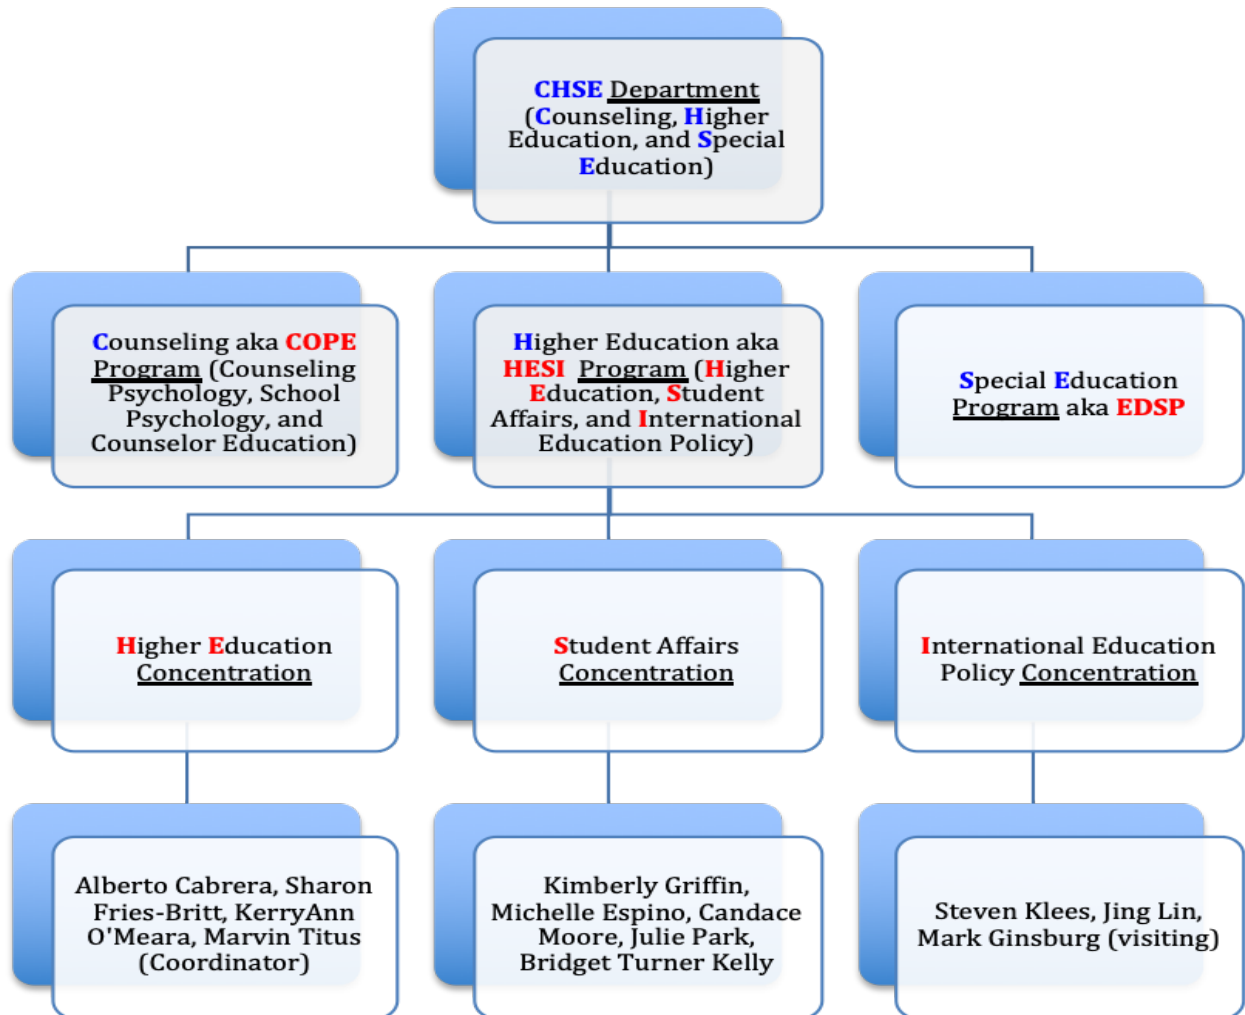 CHSE Department
(Counseling, Higher
Education, and Special
Education)
Counseling aka COPE
Program (Counseling
Psychology, School
Psychology, and
Counselor Education)
Higher Education aka
HESI Program (Higher
Education, Student
Affairs, and International
Education Policy)
Special Education
Program aka EDSP
Higher Education
Concentration
Student Affairs
Concentration
International Education
Policy Concentration
Alberto Cabrera, Sharon
Fries-Britt, KerryAnn
O'Meara, Marvin Titus
(Coordinator)
Kimberly Griffin,
Michelle Espino, Candace
Moore, Julie Park,
Bridget Turner Kelly
Steven Klees, Jing Lin,
Mark Ginsburg (visiting)